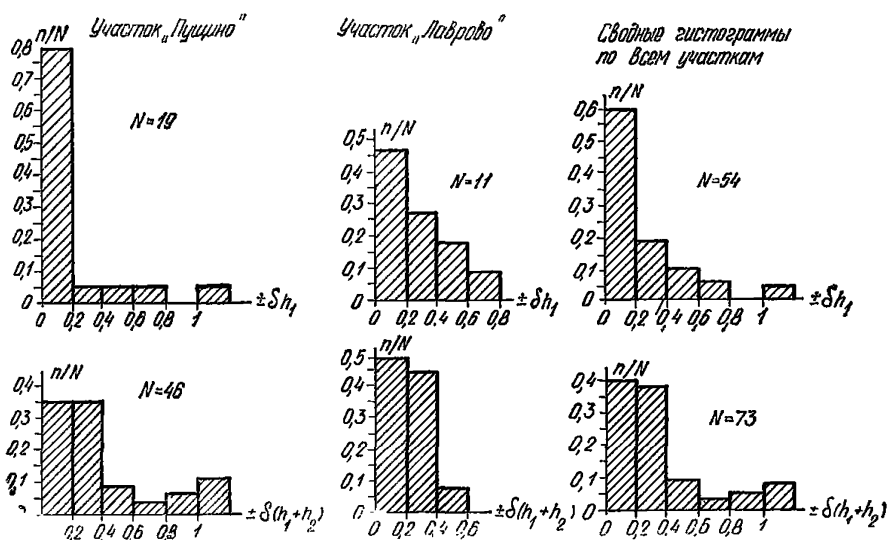 Участок „Пущино"
n/N
0,8
0,7
0,6
0,5
0,4
0,3
0,2
0,1
0
N=19
0 0,2 0,4 0,6 0,8 1
±δh₁
Участок „Лаврово"
n/N
0,5
0,4
0,3
0,2
0,1
0
N=11
0 0,2 0,4 0,6 0,8
±δh₁
Сводные гистограммы
по всем участкам
n/N
0,6
0,5
0,4
0,3
0,2
0,1
0
N=54
0 0,2 0,4 0,6 0,8 1
±δh₁
n/N
0,4
0,3
0,2
0,1
N=46
0,2 0,4 0,6 0,8 1
±δ(h₁+h₂)
n/N
0,5
0,4
0,3
0,2
0,1
0
0 0,2 0,4 0,6
±δ(h₁+h₂)
n/N
0,4
0,3
0,2
0,1
0
N=73
0 0,2 0,4 0,6 0,8 1
±δ(h₁+h₂)